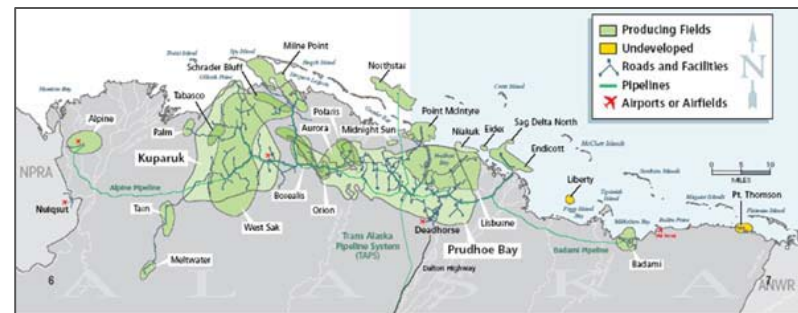 Producing Fields
Undeveloped
Roads and Facilities
Pipelines
Airports or Airfields
N
MILES
Milne Point
Schrader Bluff
Northstar
Tabasco
Polaris
Point McIntyre
Aurora
Midnight Sun
Niakuk
Eider
Sag Delta North
Endicott
Alpine
Palm
Kuparuk
NPRA
Alpine Pipeline
Nuiqsut
Tarn
West Sak
Borealis
Orion
Meltwater
Trans Alaska
Pipeline System
(TAPS)
Deadhorse
Lisburne
Prudhoe Bay
Dalton Highway
Liberty
Pt. Thomson
Badami Pipeline
Badami
ALASKA
6
7
ANWR